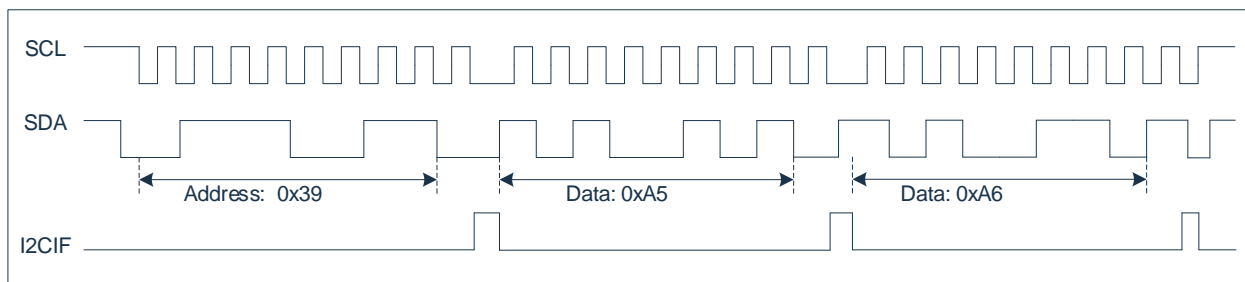 SCL
SDA
Address: 0x39
Data: 0xA5
Data: 0xA6
I2CIF